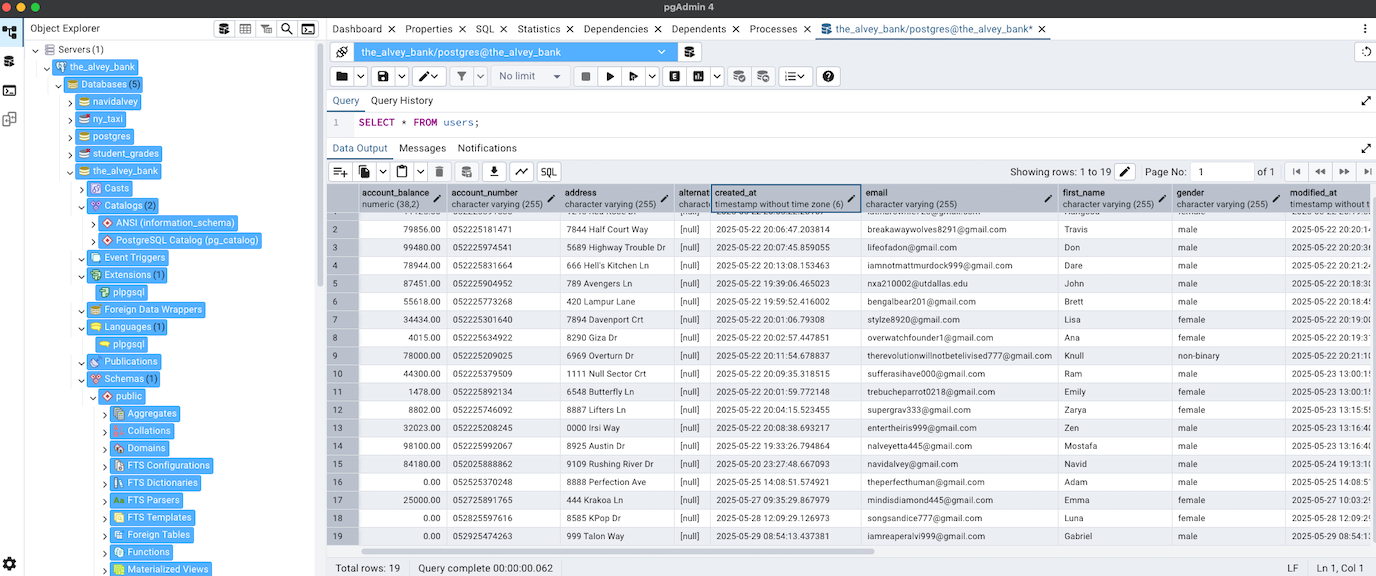 pgAdmin 4
Object Explorer
Servers (1)
the_alvey_bank
Databases (5)
navidalvey
ny_taxi
postgres
student_grades
the_alvey_bank
Casts
Catalogs (2)
ANSI (information_schema)
PostgreSQL Catalog (pg_catalog)
Event Triggers
Extensions (1)
plpgsql
Foreign Data Wrappers
Languages (1)
plpgsql
Publications
Schemas (1)
public
Aggregates
Collations
Domains
FTS Configurations
FTS Dictionaries
Aa FTS Parsers
FTS Templates
Foreign Tables
Functions
Materialized Views
Dashboard Properties SQL Statistics Dependencies Dependents Processes the_alvey_bank/postgres@the_alvey_bank*
the_alvey_bank/postgres@the_alvey_bank
No limit E
Query Query History
1 SELECT * FROM users;
Data Output Messages Notifications
SQL Showing rows: 1 to 19 Page No: 1 of 1
account_balance account_number address alternat created_at email first_name gender modified_at
numeric (38,2) character varying (255) character varying (255) charact timestamp without time zone (6) character varying (255) character varying (255) character varying (255) timestamp without t
2 79856.00 052225181471 7844 Half Court Way [null] 2025-05-22 20:06:47.203814 breakawaywolves8291@gmail.com Travis male 2025-05-22 20:20:14
3 99480.00 052225974541 5689 Highway Trouble Dr [null] 2025-05-22 20:07:45.859055 lifeofadon@gmail.com Don male 2025-05-22 20:20:36
4 78944.00 052225831664 666 Hell's Kitchen Ln [null] 2025-05-22 20:13:08.153463 iamnotmattmurdock999@gmail.com Dare male 2025-05-22 20:21:24
5 87451.00 052225904952 789 Avengers Ln [null] 2025-05-22 19:39:06.465023 nxa210002@utdallas.edu John male 2025-05-22 20:18:30
6 55618.00 052225773268 420 Lampur Lane [null] 2025-05-22 19:59:52.416002 bengalbear201@gmail.com Brett male 2025-05-22 20:18:45
7 34434.00 052225301640 7894 Davenport Crt [null] 2025-05-22 20:01:06.79308 stylze8920@gmail.com Lisa female 2025-05-22 20:19:00
8 4015.00 052225634922 8290 Giza Dr [null] 2025-05-22 20:02:57.447851 overwatchfounder1@gmail.com Ana female 2025-05-22 20:19:3
9 78000.00 052225209025 6969 Overturn Dr [null] 2025-05-22 20:11:54.678837 therevolutionwillnotbetelivised777@gmail.com Knull non-binary 2025-05-22 20:21:10
10 44300.00 052225379509 1111 Null Sector Crt [null] 2025-05-22 20:09:35.318515 sufferasihave000@gmail.com Ram male 2025-05-23 13:00:15
11 1478.00 052225892134 6548 Butterfly Ln [null] 2025-05-22 20:01:59.772148 trebucheparrot0218@gmail.com Emily female 2025-05-23 13:00:15
12 8802.00 052225746092 8887 Lifters Ln [null] 2025-05-22 20:04:15.523455 supergrav333@gmail.com Zarya female 2025-05-23 13:15:55
13 32023.00 052225208245 0000 Irsi Way [null] 2025-05-22 20:08:38.693217 entertheiris999@gmail.com Zen male 2025-05-23 13:16:40
14 98100.00 052225992067 8925 Austin Dr [null] 2025-05-22 19:33:26.794864 nalveyetta445@gmail.com Mostafa male 2025-05-23 13:16:40
15 84180.00 052025888862 9109 Rushing River Dr [null] 2025-05-20 23:27:48.667093 navidalvey@gmail.com Navid male 2025-05-24 19:13:10
16 0.00 052525370248 8888 Perfection Ave [null] 2025-05-25 14:08:51.574921 theperfecthuman@gmail.com Adam male 2025-05-25 14:08:5
17 25000.00 052725891765 444 Krakoa Ln [null] 2025-05-27 09:35:29.867979 mindisdiamond445@gmail.com Emma female 2025-05-27 10:03:2
18 0.00 052825597616 8585 KPop Dr [null] 2025-05-28 12:09:29.126973 songsandice777@gmail.com Luna female 2025-05-28 12:09:2
19 0.00 052925474263 999 Talon Way [null] 2025-05-29 08:54:13.437381 iamreaperalvi999@gmail.com Gabriel male 2025-05-29 08:54:1
Total rows: 19 Query complete 00:00:00.062 LF Ln 1, Col 1